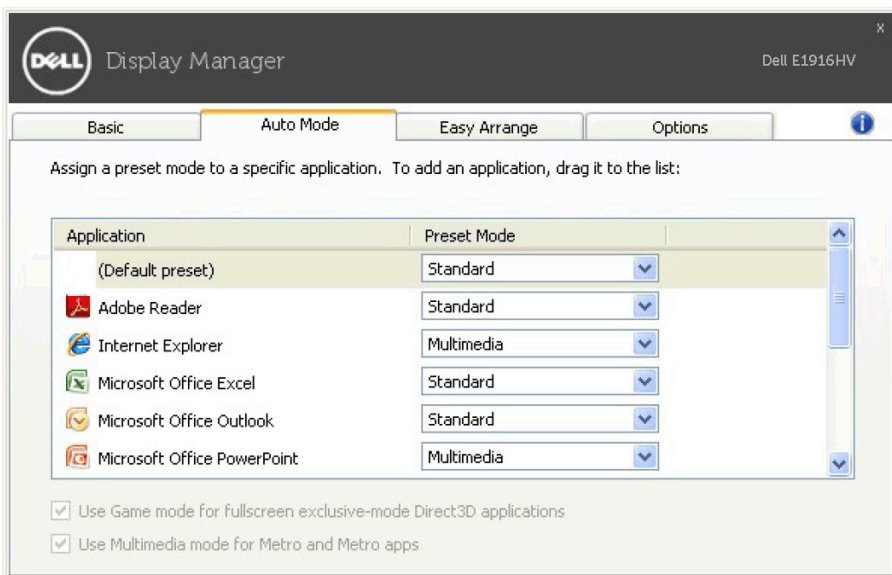 DELL Display Manager
x
Dell E1916HV
Basic Auto Mode Easy Arrange Options i
Assign a preset mode to a specific application. To add an application, drag it to the list:
Application Preset Mode
(Default preset) Standard
Adobe Reader Standard
Internet Explorer Multimedia
Microsoft Office Excel Standard
Microsoft Office Outlook Standard
Microsoft Office PowerPoint Multimedia
Use Game mode for fullscreen exclusive-mode Direct3D applications
Use Multimedia mode for Metro and Metro apps